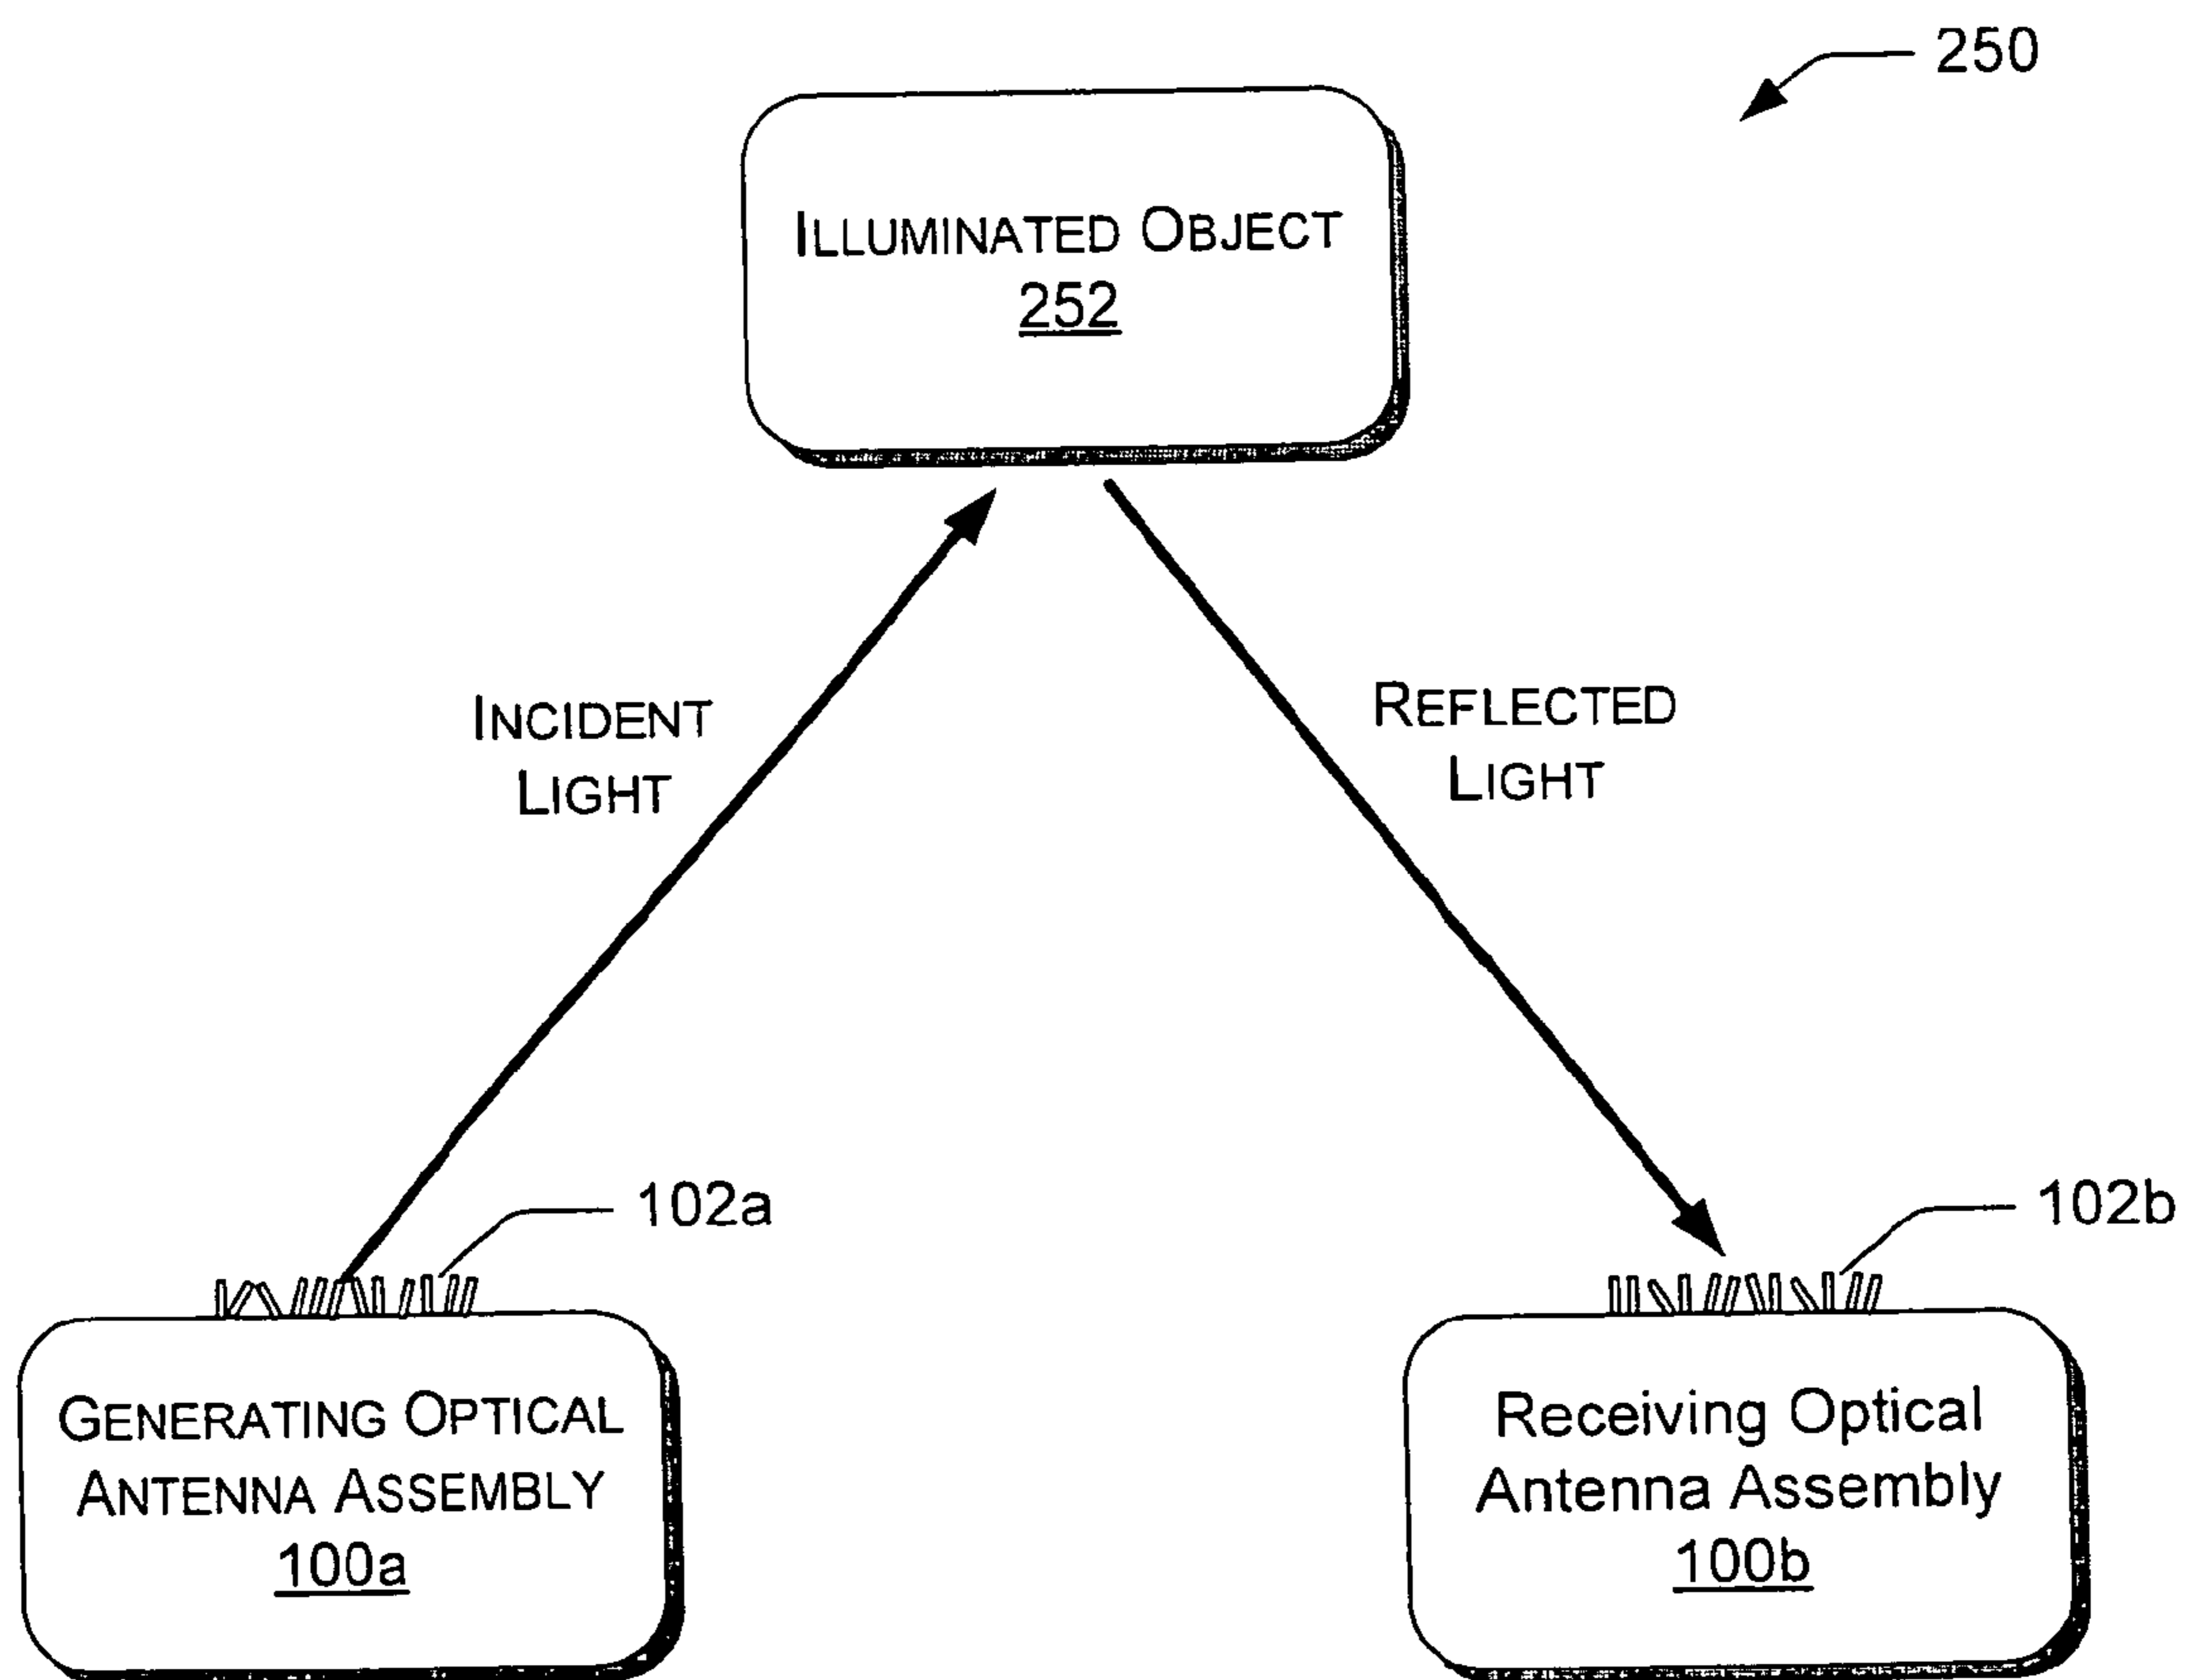 250
ILLUMINATED OBJECT
252
INCIDENT
LIGHT
REFLECTED
LIGHT
102a
102b
GENERATING OPTICAL
ANTENNA ASSEMBLY
100a
Receiving Optical
Antenna Assembly
100b